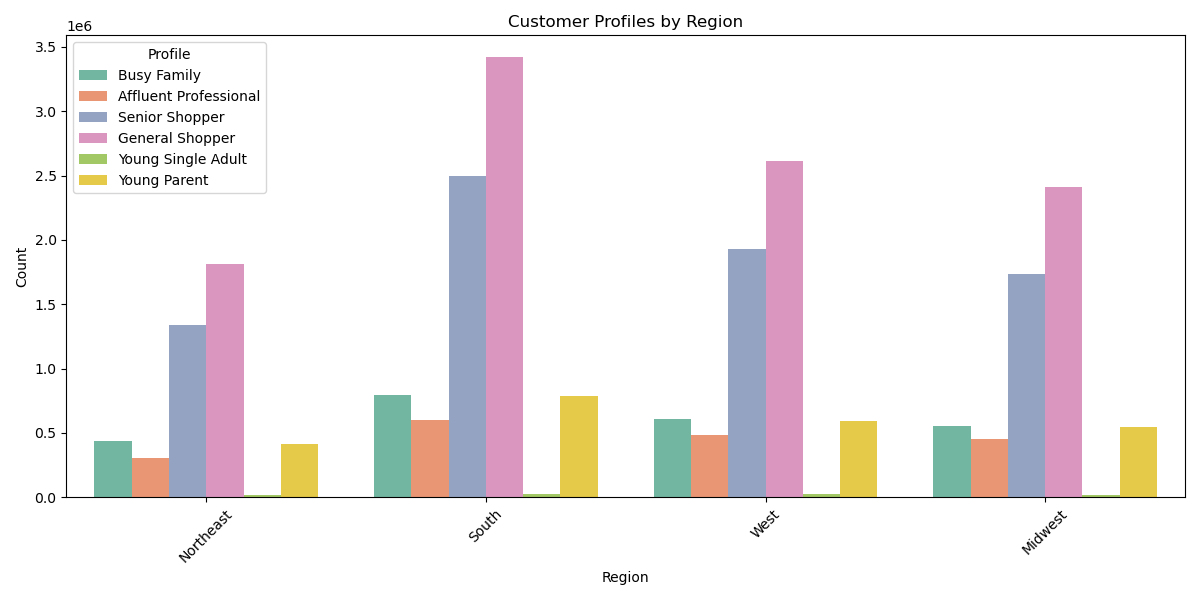 Customer Profiles by Region
1e6
Profile
Busy Family
Affluent Professional
Senior Shopper
General Shopper
Young Single Adult
Young Parent
Count
3.5
3.0
2.5
2.0
1.5
1.0
0.5
0.0
Northeast
South
West
Midwest
Region